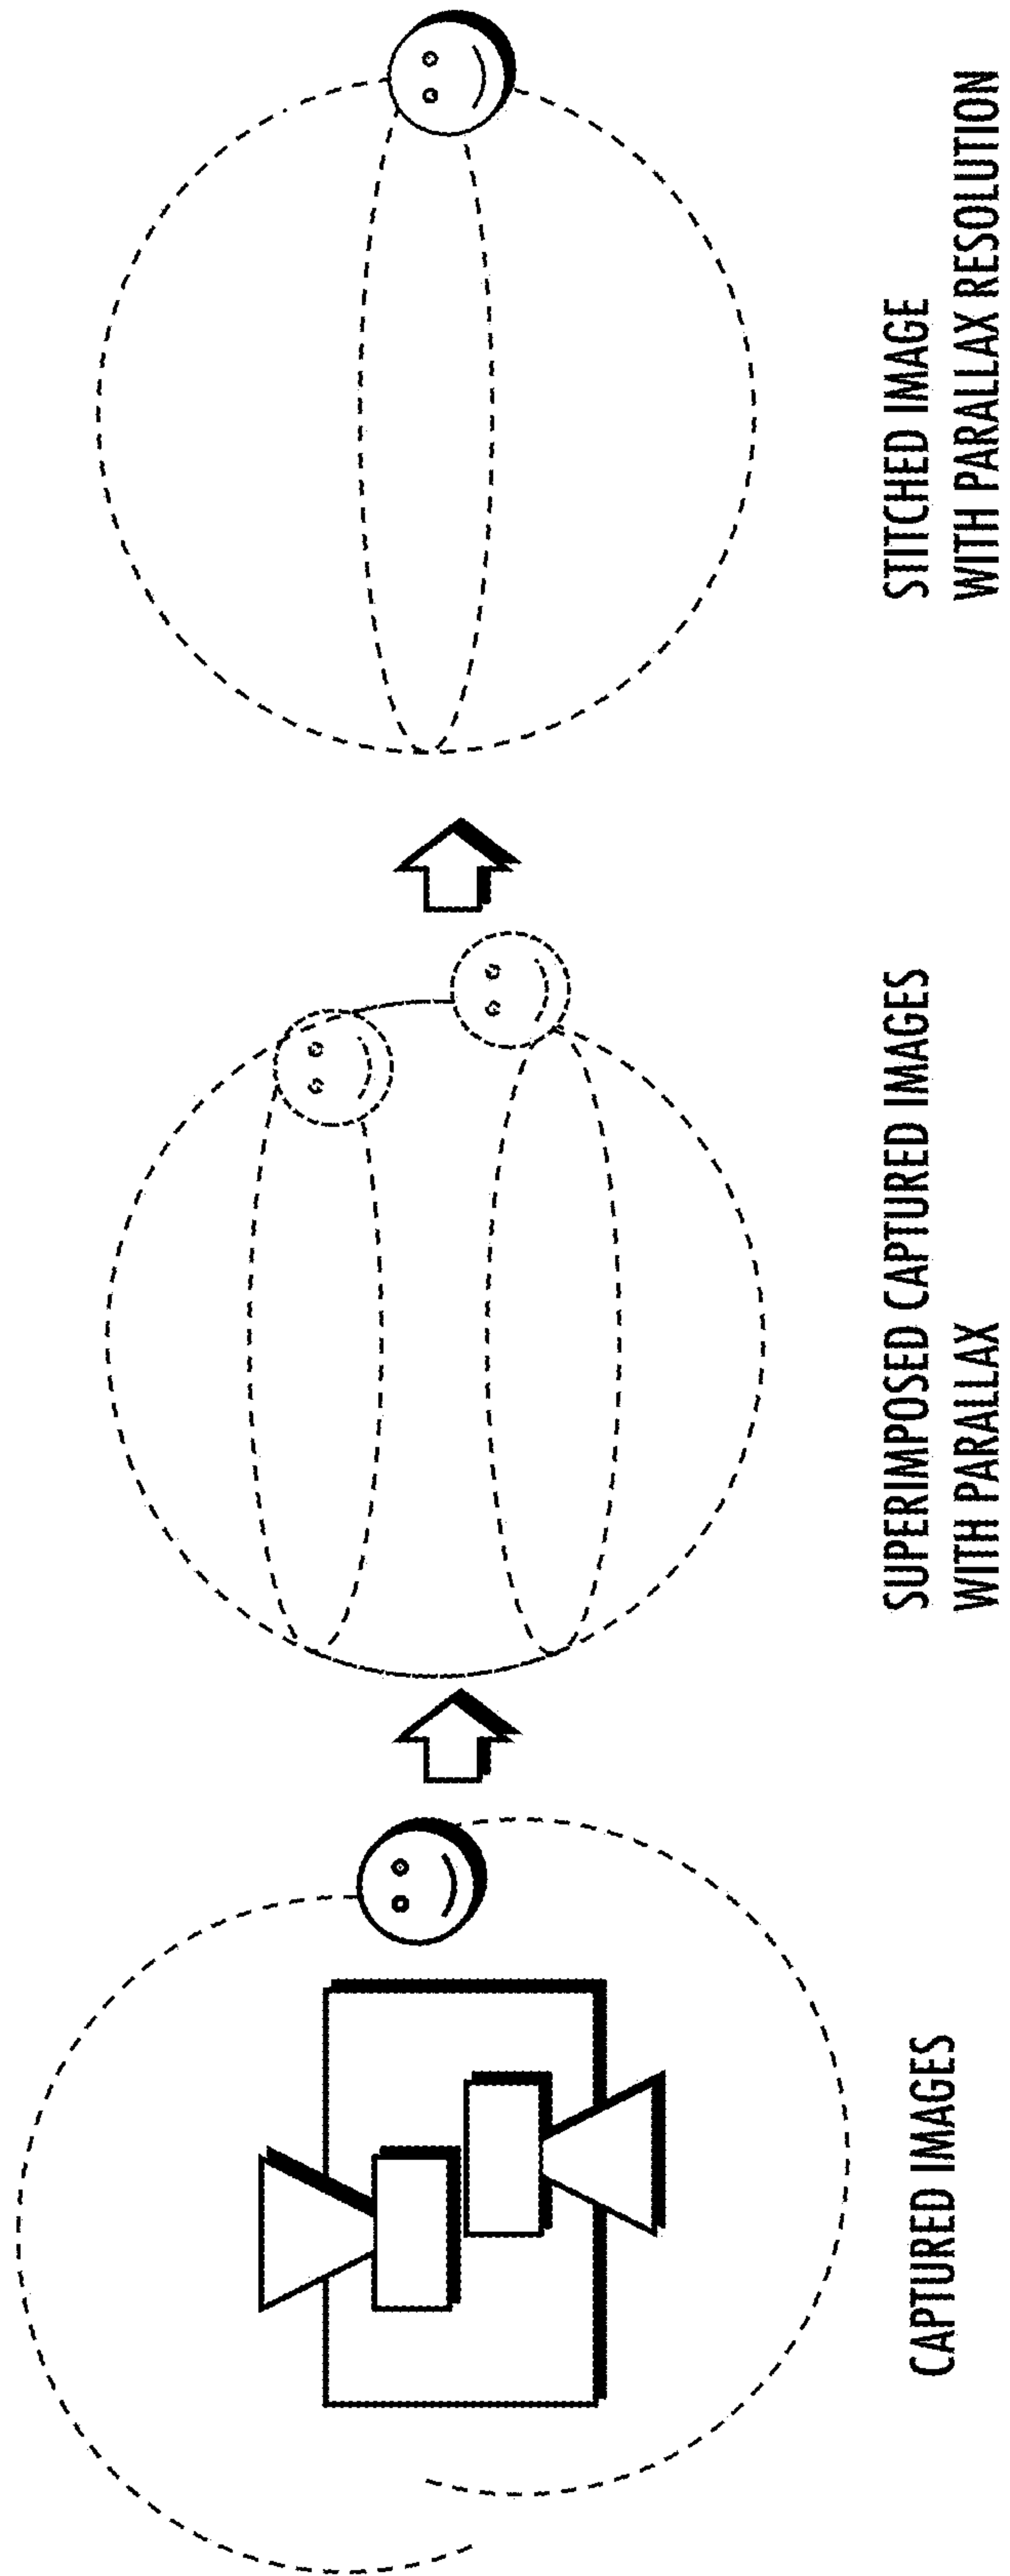 CAPTURED IMAGES
SUPERIMPOSED CAPTURED IMAGES
WITH PARALLAX
STITCHED IMAGE
WITH PARALLAX RESOLUTION